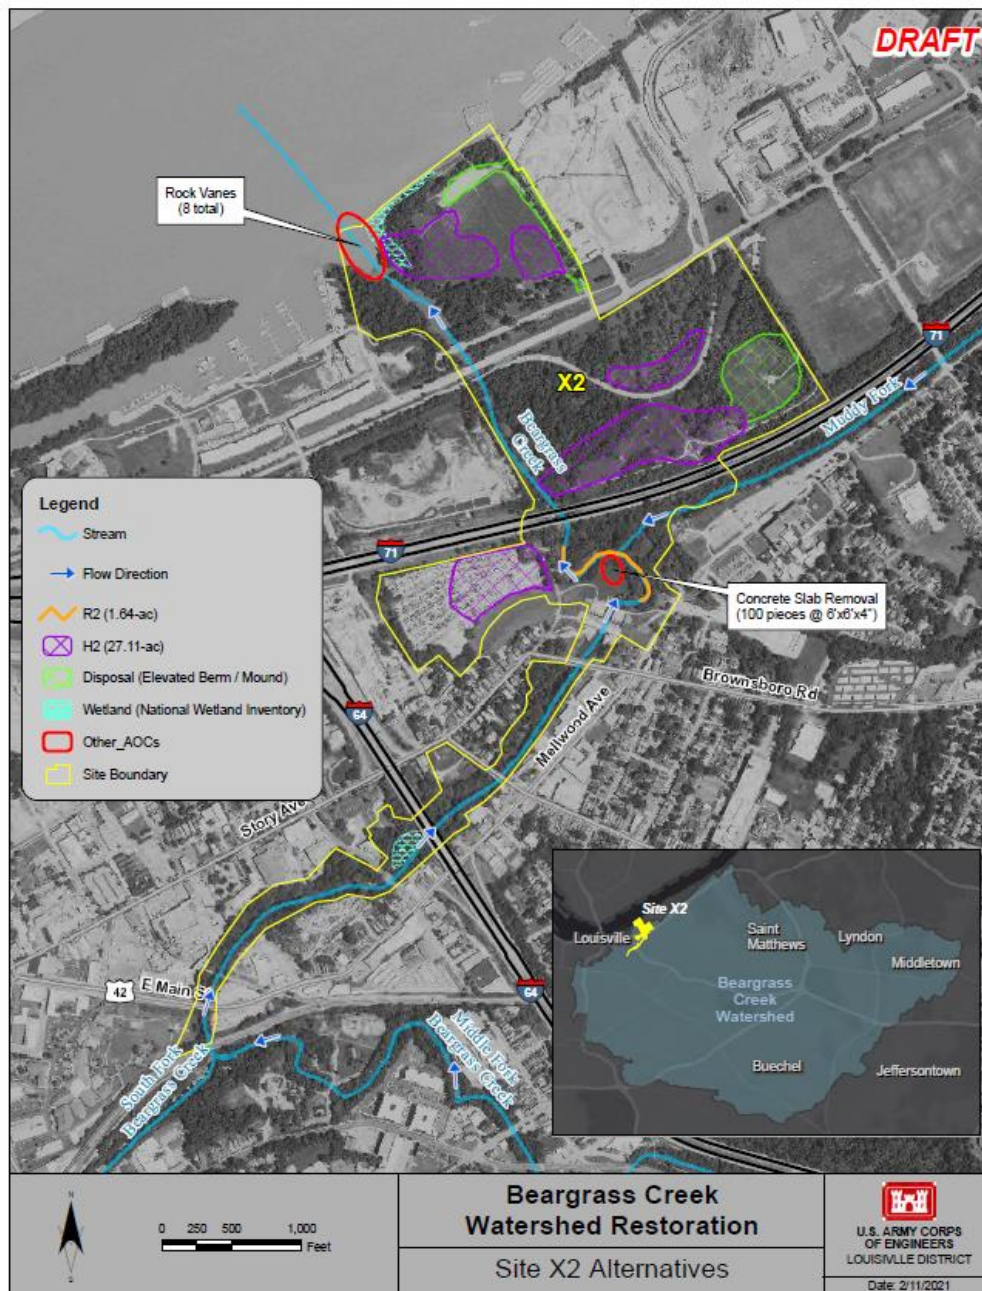 DRAFT
Rock Vanes
(8 total)
71
X2
Muddy Fork
Beargrass
Creek
Legend
Stream
Flow Direction
R2 (1.64-ac)
H2 (27.11-ac)
Disposal (Elevated Berm / Mound)
Wetland (National Wetland Inventory)
Other_AOCs
Site Boundary
71
Concrete Slab Removal
(100 pieces @ 6'x6'x4")
Brownsboro Rd
64
Mellwood Ave
Story Ave
Site X2
Louisville
Saint
Matthews
Lyndon
Middletown
Beargrass
Creek
Watershed
Buechel
Jeffersontown
42
E Main S
64
South Fork
Beargrass Creek
Middle Fork
Beargrass Creek
N
S
0 250 500 1,000
Feet
Beargrass Creek
Watershed Restoration
Site X2 Alternatives
U.S. ARMY CORPS
OF ENGINEERS
LOUISIVLLE DISTRICT
Date: 2/11/2021